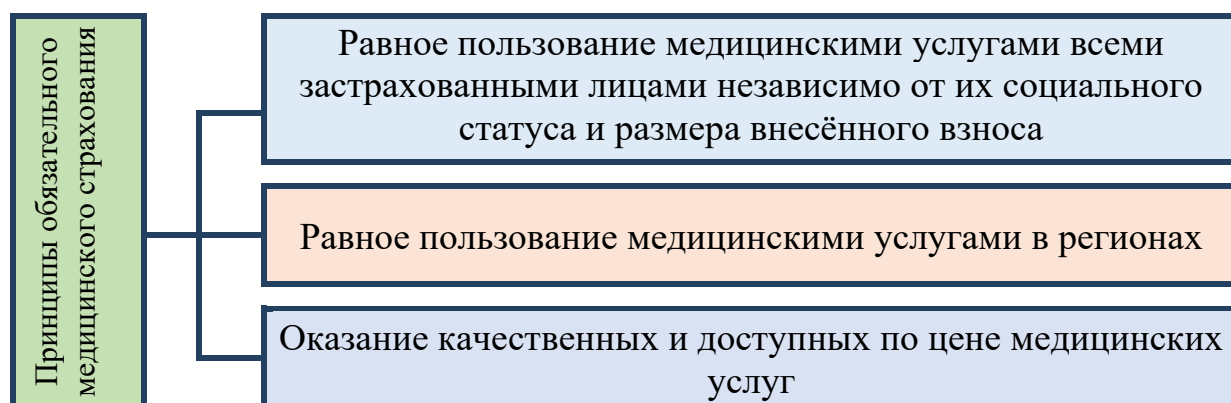 Принципы обязательного
медицинского страхования
Равное пользование медицинскими услугами всеми
застрахованными лицами независимо от их социального
статуса и размера внесённого взноса
Равное пользование медицинскими услугами в регионах
Оказание качественных и доступных по цене медицинских
услуг